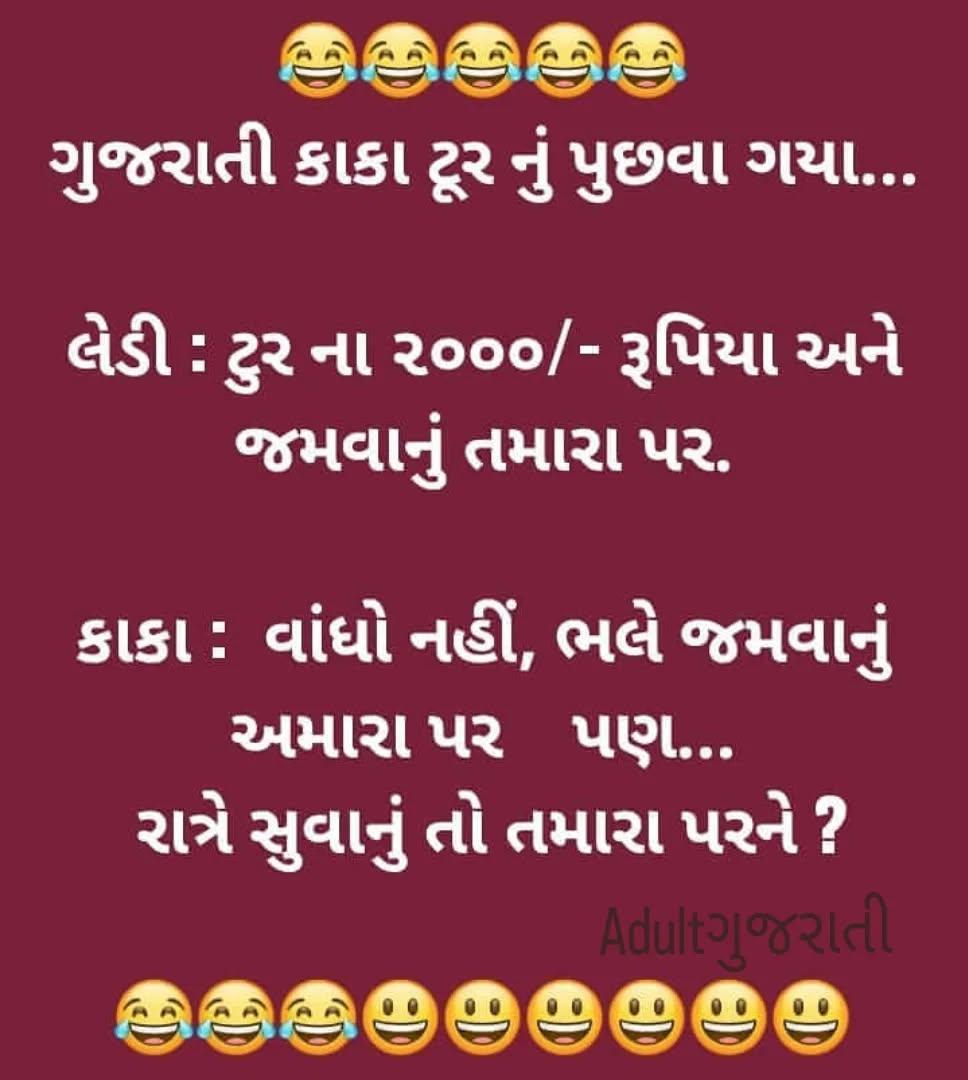 😂😂😂😂😂
ગુજરાતી કાકા ટૂર નું પુછવા ગયા...
લેડી : ટુર ના ૨૦૦૦/- રૂપિયા અને
જમવાનું તમારા પર.
કાકા :  વાંધો નહીં, ભલે જમવાનું
અમારા પર    પણ...
રાત્રે સુવાનું તો તમારા પરને ?
Adultગુજરાતી
😂😂😂😃😃😃😃😃😃